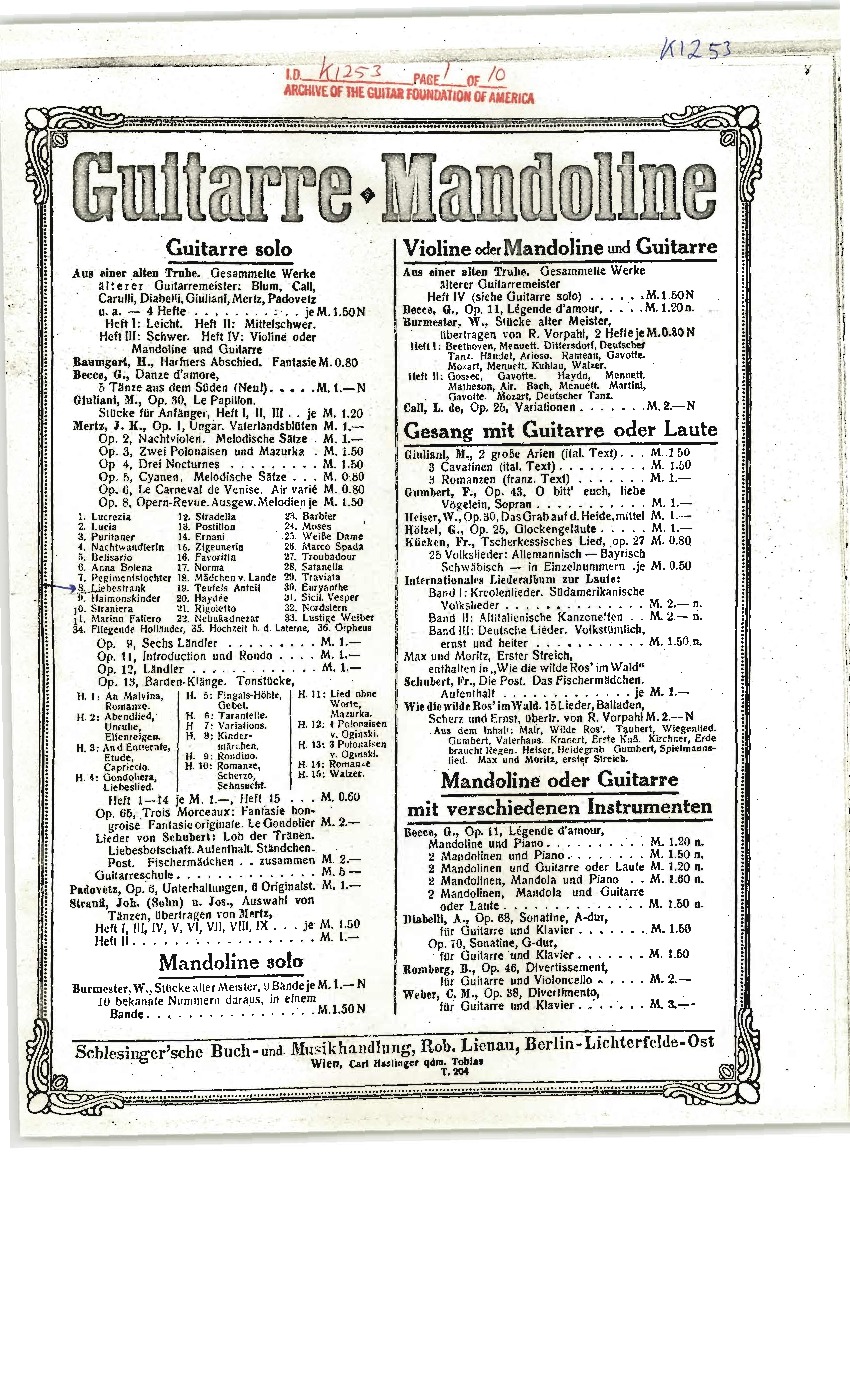 K1253
I.D. K1253 PAGE 1 OF 10
ARCHIVE OF THE GUITAR FOUNDATION OF AMERICA
Guitarre Mandoline
Guitarre solo
Aus einer alten Truhe. Gesammelte Werke
älterer Guitarremeister: Blum, Call,
Carulli, Diabelli, Giuliani, Mertz, Padovetz
u. a. — 4 Hefte . . . . . . . . . . je M. 1.50 N
Heft I: Leicht. Heft II: Mittelschwer.
Heft III: Schwer. Heft IV: Violine oder
Mandoline und Guitarre
Baumgart, H., Harfners Abschied. Fantasie M. 0.80
Becce, G., Danze d'amore,
5 Tänze aus dem Süden (Neu!) . . . . . M. 1.— N
Giuliani, M., Op. 30, Le Papillon.
Stücke für Anfänger, Heft I, II, III . . je M. 1.20
Mertz, J. K., Op. 1, Ungar. Vaterlandsblüten M. 1.—
Op. 2, Nachtviolen. Melodische Sätze . M. 1.—
Op. 3, Zwei Polonaisen und Mazurka . M. 1.50
Op 4, Drei Nocturnes . . . . . . . . . M. 1.50
Op. 5, Cyanen, Melodische Sätze . . . M. 0.80
Op. 6, Le Carneval de Venise. Air varié M. 0.80
Op. 8, Opern-Revue. Ausgew. Melodien je M. 1.50
1. Lucrezia 12. Stradella 23. Barbier
2. Lucia 13. Postillon 24. Moses
3. Puritaner 14. Ernani 25. Weiße Dame
4. Nachtwandlerin 15. Zigeunerin 26. Marco Spada
5. Belisario 16. Favoritin 27. Troubadour
6. Anna Bolena 17. Norma 28. Satanella
7. Regimentstochter 18. Mädchen v. Lande 29. Traviata
8. Liebestrank 19. Teufels Anteil 30. Euryanthe
9. Haimonskinder 20. Haydée 31. Sicil. Vesper
10. Straniera 21. Rigoletto 32. Nordstern
11. Marino Faliero 22. Nebukadnezar 33. Lustige Weiber
34. Fliegende Holländer, 35. Hochzeit b. d. Laterne, 36. Orpheus
Op. 9, Sechs Ländler . . . . . . . . . M. 1.—
Op. 11, Introduction und Rondo . . . . M. 1.—
Op. 12, Ländler . . . . . . . . . . . . M. 1.—
Op. 13, Barden-Klänge. Tonstücke,
H. 1: An Malvina,
Romanze.
H. 2: Abendlied,
Unruhe,
Elfenreigen.
H. 3: And Entfernte,
Etude,
Capriccio.
H. 4: Gondoliera,
Liebeslied.
H. 5: Fingals-Höhle,
Gebet.
H. 6: Tarantelle.
H 7: Variations.
H. 8: Kinder-
märchen.
H. 9: Rondino.
H. 10: Romanze,
Scherzo,
Sehnsucht.
H. 11: Lied ohne
Worte,
Mazurka.
H. 12: 4 Polonaisen
v. Oginski.
H. 13: 3 Polonaisen
v. Oginski.
H. 14: Romanze
H. 15: Walzer.
Heft 1—14 je M. 1.—, Heft 15 . . . M. 0.60
Op. 65, Trois Morceaux: Fantasie hon-
groise Fantasie originale. Le Gondolier M. 2.—
Lieder von Schubert: Lob der Tränen.
Liebesbotschaft. Aufenthalt. Ständchen.
Post. Fischermädchen . . zusammen M. 2.—
Guitarreschule . . . . . . . . . . . . . M. 5 —
Padovetz, Op. 6, Unterhaltungen, 6 Originalst. M. 1.—
Strauß, Joh. (Sohn) u. Jos., Auswahl von
Tänzen, übertragen von Mertz,
Heft I, III, IV, V, VI, VII, VIII, IX . . . je M. 1.50
Heft II . . . . . . . . . . . . . . . . . M. 1.—
Mandoline solo
Burmester, W., Stücke alter Meister, 9 Bände je M. 1.— N
10 bekannte Nummern daraus, in einem
Bande . . . . . . . . . . . . . . . . M. 1.50 N
Violine oder Mandoline und Guitarre
Aus einer alten Truhe. Gesammelte Werke
älterer Guitarremeister
Heft IV (siehe Guitarre solo) . . . . . . M. 1.50 N
Becce, G., Op. 11, Légende d'amour, . . . . M. 1.20 n.
Burmester, W., Stücke alter Meister,
übertragen von R. Vorpahl, 2 Hefte je M. 0.80 N
Heft I: Beethoven, Menuett. Dittersdorf, Deutscher
Tanz. Händel, Arioso. Rameau, Gavotte.
Mozart, Menuett. Kuhlau, Walzer.
Heft II: Gossec, Gavotte. Haydn, Menuett.
Matheson, Air. Bach, Menuett. Martini,
Gavotte. Mozart, Deutscher Tanz.
Call, L. de, Op. 25, Variationen . . . . . . M. 2.— N
Gesang mit Guitarre oder Laute
Giuliani, M., 2 große Arien (ital. Text) . . . M. 1 50
3 Cavatinen (ital. Text) . . . . . . . . M. 1.50
3 Romanzen (franz. Text) . . . . . . M. 1.—
Gumbert, F., Op. 43, O bitt' euch, liebe
Vögelein, Sopran . . . . . . . . . . . M. 1.—
Heiser, W., Op. 30, Das Grab auf d. Heide, mittel M. 1.—
Hölzel, G., Op. 25, Glockengeläute . . . . . M. 1.—
Kücken, Fr., Tscherkessisches Lied, op. 27 M. 0.80
25 Volkslieder: Allemannisch — Bayrisch
Schwäbisch — in Einzelnummern . je M. 0.50
Internationales Liederalbum zur Laute:
Band I: Kreolenlieder. Südamerikanische
Volkslieder . . . . . . . . . . . . . M. 2.— n.
Band II: Altitalienische Kanzonetten . . M. 2.— n.
Band III: Deutsche Lieder. Volkstümlich,
ernst und heiter . . . . . . . . . . . M. 1.50 n.
Max und Moritz, Erster Streich,
enthalten in „Wie die wilde Ros' im Wald"
Schubert, Fr., Die Post. Das Fischermädchen.
Aufenthalt . . . . . . . . . . . . je M. 1.—
Wie die wilde Ros' im Wald. 15 Lieder, Balladen,
Scherz und Ernst, übertr. von R. Vorpahl M. 2.— N
Aus dem Inhalt: Mair, Wilde Ros'. Taubert, Wiegenlied.
Gumbert, Vaterhaus. Kranert, Erste Kuß. Kirchner, Erde
braucht Regen. Heiser, Heidegrab. Gumbert, Spielmanns-
lied. Max und Moritz, erster Streich.
Mandoline oder Guitarre
mit verschiedenen Instrumenten
Becce, G., Op. 11, Légende d'amour,
Mandoline und Piano . . . . . . . . . M. 1.20 n.
2 Mandolinen und Piano . . . . . . . M. 1.50 n.
2 Mandolinen und Guitarre oder Laute M. 1.20 n.
2 Mandolinen, Mandola und Piano . . M. 1.60 n.
2 Mandolinen, Mandola und Guitarre
oder Laute . . . . . . . . . . . . . M. 1.50 n.
Diabelli, A., Op. 68, Sonatine, A-dur,
für Guitarre und Klavier . . . . . . . M. 1.50
Op. 70, Sonatine, G-dur,
für Guitarre und Klavier . . . . . . . M. 1.50
Romberg, B., Op. 46, Divertissement,
für Guitarre und Violoncello . . . . . M. 2.—
Weber, C. M., Op. 38, Divertimento,
für Guitarre und Klavier . . . . . . . M. 3.—
Schlesinger'sche Buch- und Musikhandlung, Rob. Lienau, Berlin-Lichterfelde-Ost
Wien, Carl Haslinger qdm. Tobias
T. 204